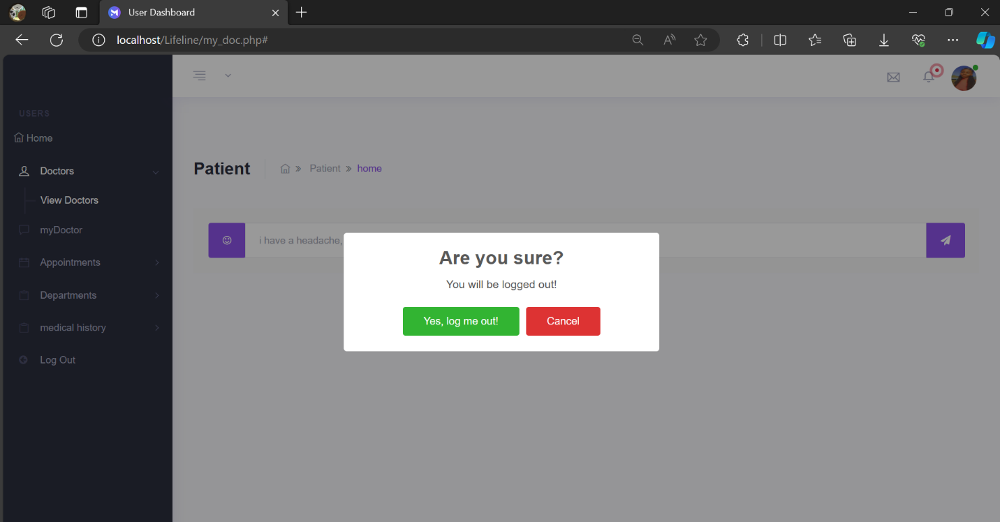 User Dashboard
localhost/Lifeline/my_doc.php#
USERS
Home
Doctors
View Doctors
myDoctor
Appointments
Departments
medical history
Log Out
Patient
Patient » home
i have a headache,
Are you sure?
You will be logged out!
Yes, log me out!
Cancel